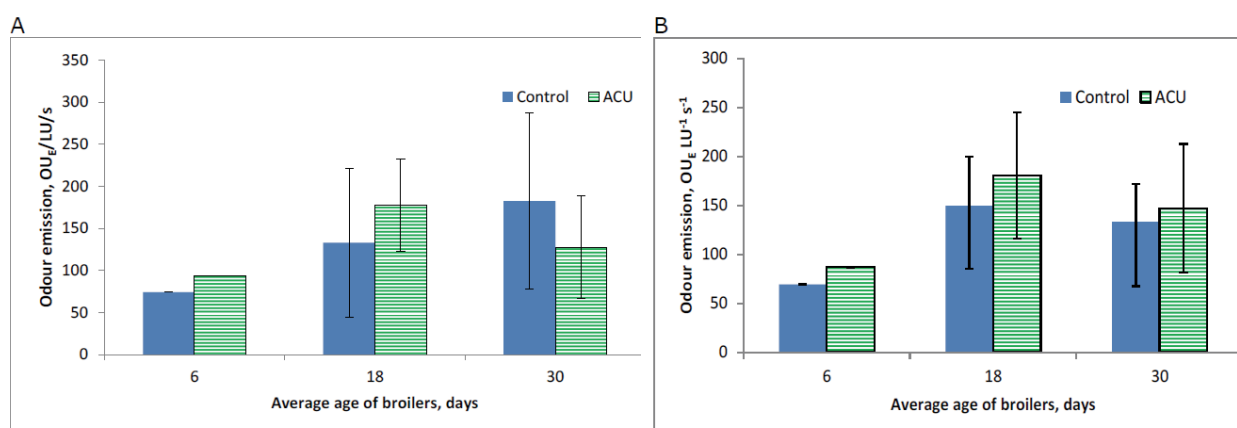 A
Odour emission, OU_E/LU/s
350
300
250
200
150
100
50
0
Control ACU
6 18 30
Average age of broilers, days
B
Odour emission, OU_E LU⁻¹ s⁻¹
300
250
200
150
100
50
0
Control ACU
6 18 30
Average age of broilers, days